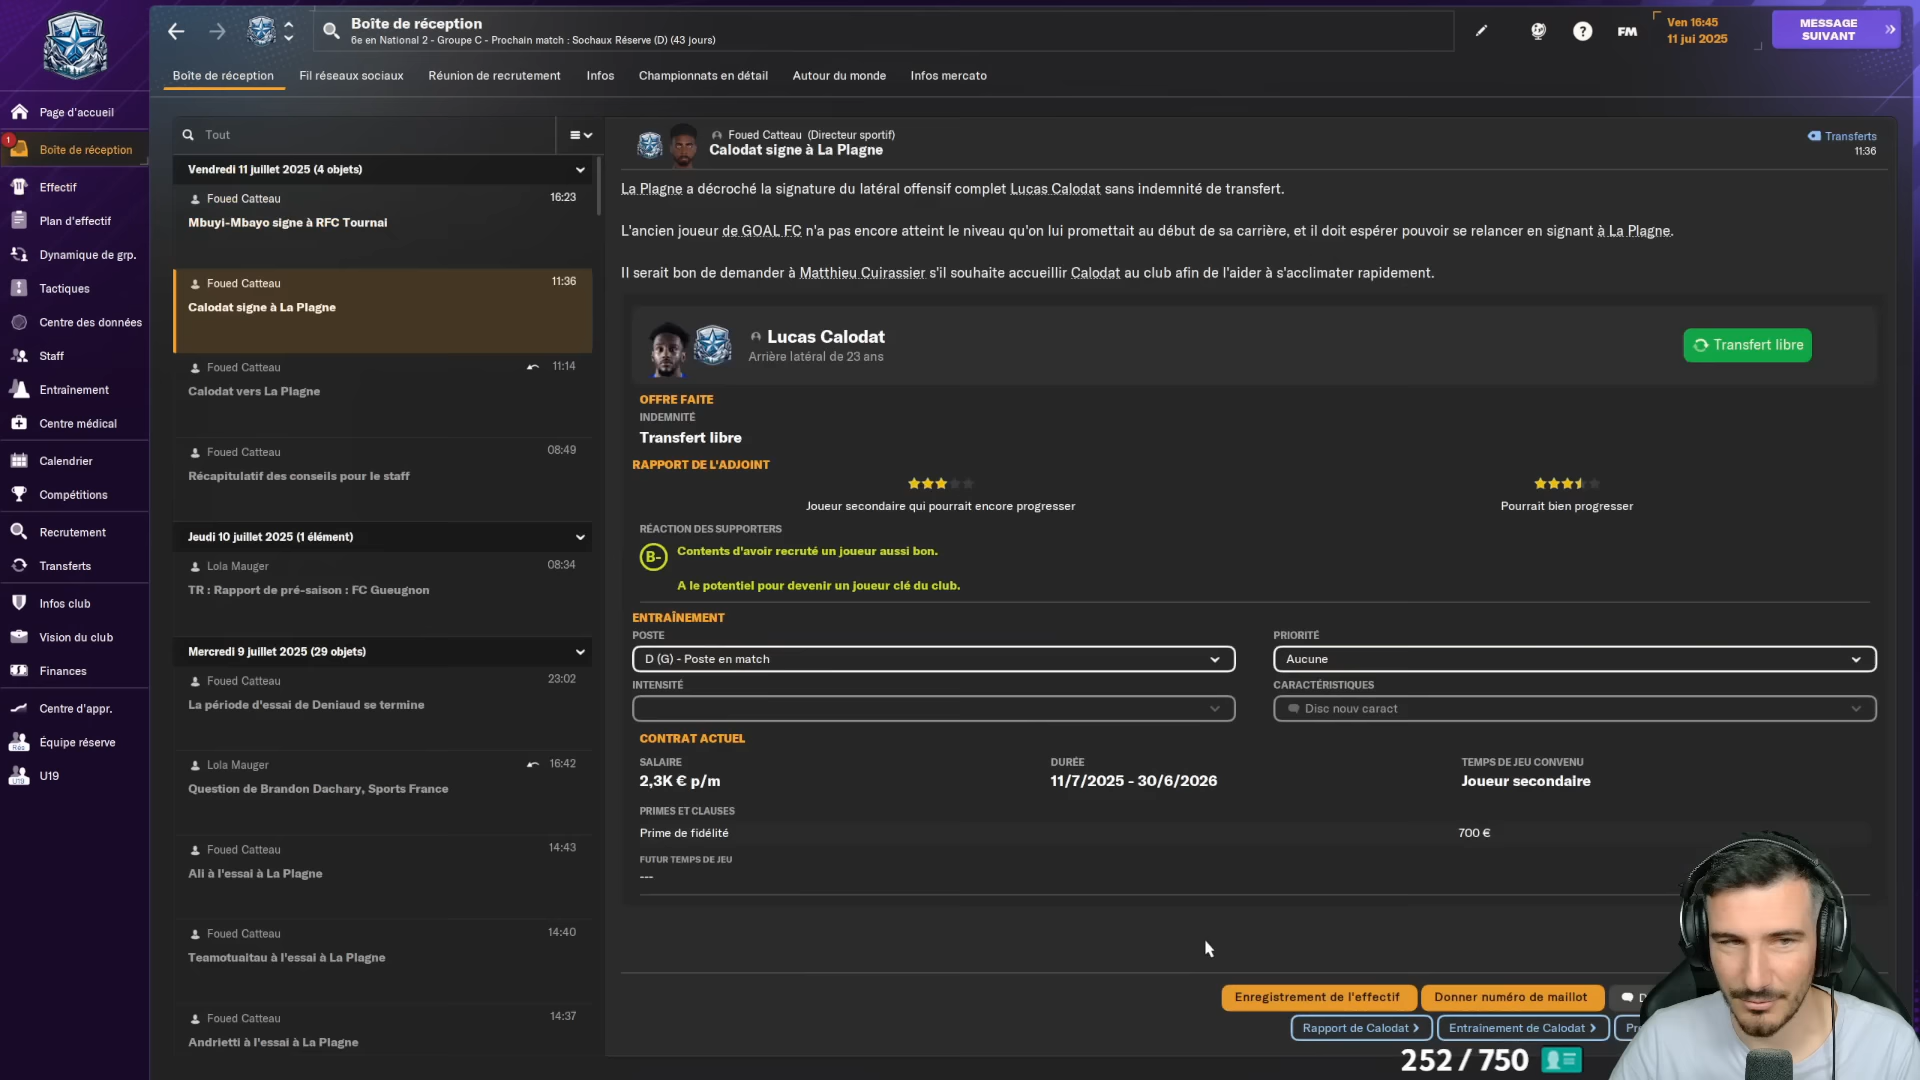 Boîte de réception
6e en National 2 - Groupe C - Prochain match : Sochaux Réserve (D) (43 jours)
FM
Ven 16:45
11 jui 2025
MESSAGE
SUIVANT
Boîte de réception
Fil réseaux sociaux
Réunion de recrutement
Infos
Championnats en détail
Autour du monde
Infos mercato
Page d'accueil
1
Boîte de réception
Effectif
Plan d'effectif
Dynamique de grp.
Tactiques
Centre des données
Staff
Entraînement
Centre médical
Calendrier
Compétitions
Recrutement
Transferts
Infos club
Vision du club
Finances
Centre d'appr.
Équipe réserve
U19
Tout
Vendredi 11 juillet 2025 (4 objets)
Foued Catteau
16:23
Mbuyi-Mbayo signe à RFC Tournai
Foued Catteau
11:36
Calodat signe à La Plagne
Foued Catteau
11:14
Calodat vers La Plagne
Foued Catteau
08:49
Récapitulatif des conseils pour le staff
Jeudi 10 juillet 2025 (1 élément)
Lola Mauger
08:34
TR : Rapport de pré-saison : FC Gueugnon
Mercredi 9 juillet 2025 (29 objets)
Foued Catteau
23:02
La période d'essai de Deniaud se termine
Lola Mauger
16:42
Question de Brandon Dachary, Sports France
Foued Catteau
14:43
Ali à l'essai à La Plagne
Foued Catteau
14:40
Teamotuaitau à l'essai à La Plagne
Foued Catteau
14:37
Andrietti à l'essai à La Plagne
Foued Catteau (Directeur sportif)
Calodat signe à La Plagne
Transferts
11:36
La Plagne a décroché la signature du latéral offensif complet Lucas Calodat sans indemnité de transfert.
L'ancien joueur de GOAL FC n'a pas encore atteint le niveau qu'on lui promettait au début de sa carrière, et il doit espérer pouvoir se relancer en signant à La Plagne.
Il serait bon de demander à Matthieu Cuirassier s'il souhaite accueillir Calodat au club afin de l'aider à s'acclimater rapidement.
Lucas Calodat
Arrière latéral de 23 ans
Transfert libre
OFFRE FAITE
INDEMNITÉ
Transfert libre
RAPPORT DE L'ADJOINT
Joueur secondaire qui pourrait encore progresser
Pourrait bien progresser
RÉACTION DES SUPPORTERS
B-
Contents d'avoir recruté un joueur aussi bon.
A le potentiel pour devenir un joueur clé du club.
ENTRAÎNEMENT
POSTE
PRIORITÉ
D (G) - Poste en match
Aucune
INTENSITÉ
CARACTÉRISTIQUES
Disc nouv caract
CONTRAT ACTUEL
SALAIRE
DURÉE
TEMPS DE JEU CONVENU
2,3K € p/m
11/7/2025 - 30/6/2026
Joueur secondaire
PRIMES ET CLAUSES
Prime de fidélité
700 €
FUTUR TEMPS DE JEU
---
Enregistrement de l'effectif
Donner numéro de maillot
Rapport de Calodat
Entraînement de Calodat
252 / 750